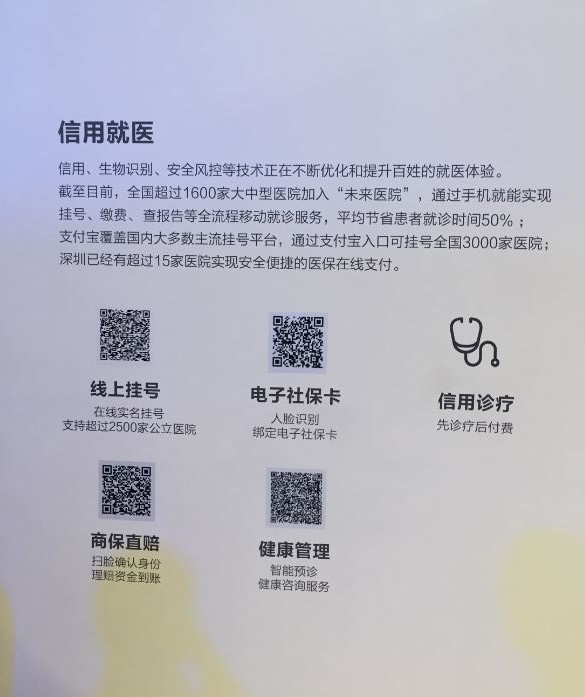 信用就医
信用、生物识别、安全风控等技术正在不断优化和提升百姓的就医体验。
截至目前，全国超过1600家大中型医院加入“未来医院”，通过手机就能实现
挂号、缴费、查报告等全流程移动就诊服务，平均节省患者就诊时间50%；
支付宝覆盖国内大多数主流挂号平台，通过支付宝入口可挂号全国3000家医院；
深圳已经有超过15家医院实现安全便捷的医保在线支付。
线上挂号
在线实名挂号
支持超过2500家公立医院
电子社保卡
人脸识别
绑定电子社保卡
信用诊疗
先诊疗后付费
商保直赔
扫脸确认身份
理赔资金到账
健康管理
智能预诊
健康咨询服务